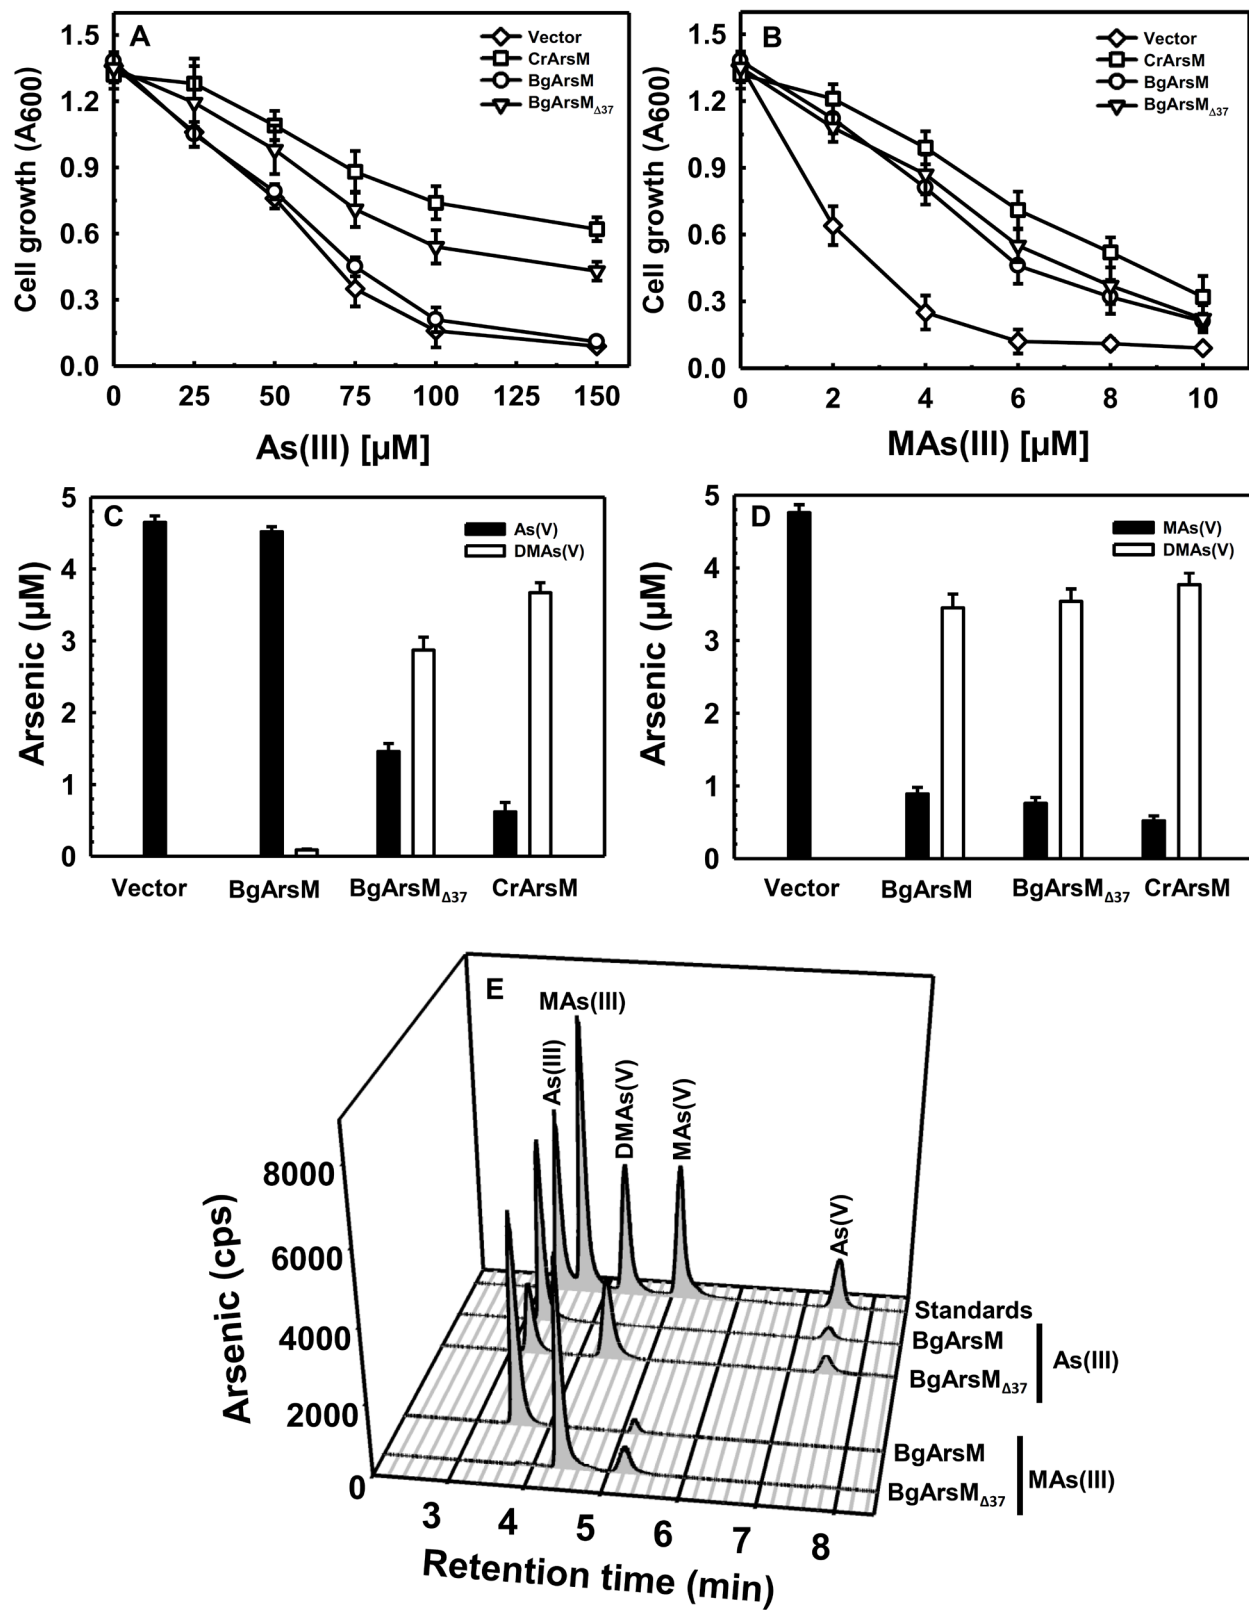 A
Vector
CrArsM
BgArsM
BgArsMΔ37
1.5
1.2
0.9
0.6
0.3
0.0
Cell growth (A600)
0 25 50 75 100 125 150
As(III) [µM]
B
Vector
CrArsM
BgArsM
BgArsMΔ37
1.5
1.2
0.9
0.6
0.3
0.0
Cell growth (A600)
0 2 4 6 8 10
MAs(III) [µM]
C
As(V)
DMAs(V)
5
4
3
2
1
0
Arsenic (µM)
Vector BgArsM BgArsMΔ37 CrArsM
D
MAs(V)
DMAs(V)
5
4
3
2
1
0
Arsenic (µM)
Vector BgArsM BgArsMΔ37 CrArsM
E
MAs(III)
As(III)
DMAs(V)
MAs(V)
As(V)
8000
6000
4000
2000
0
Arsenic (cps)
Standards
BgArsM
BgArsMΔ37
As(III)
BgArsM
BgArsMΔ37
MAs(III)
3 4 5 6 7 8
Retention time (min)